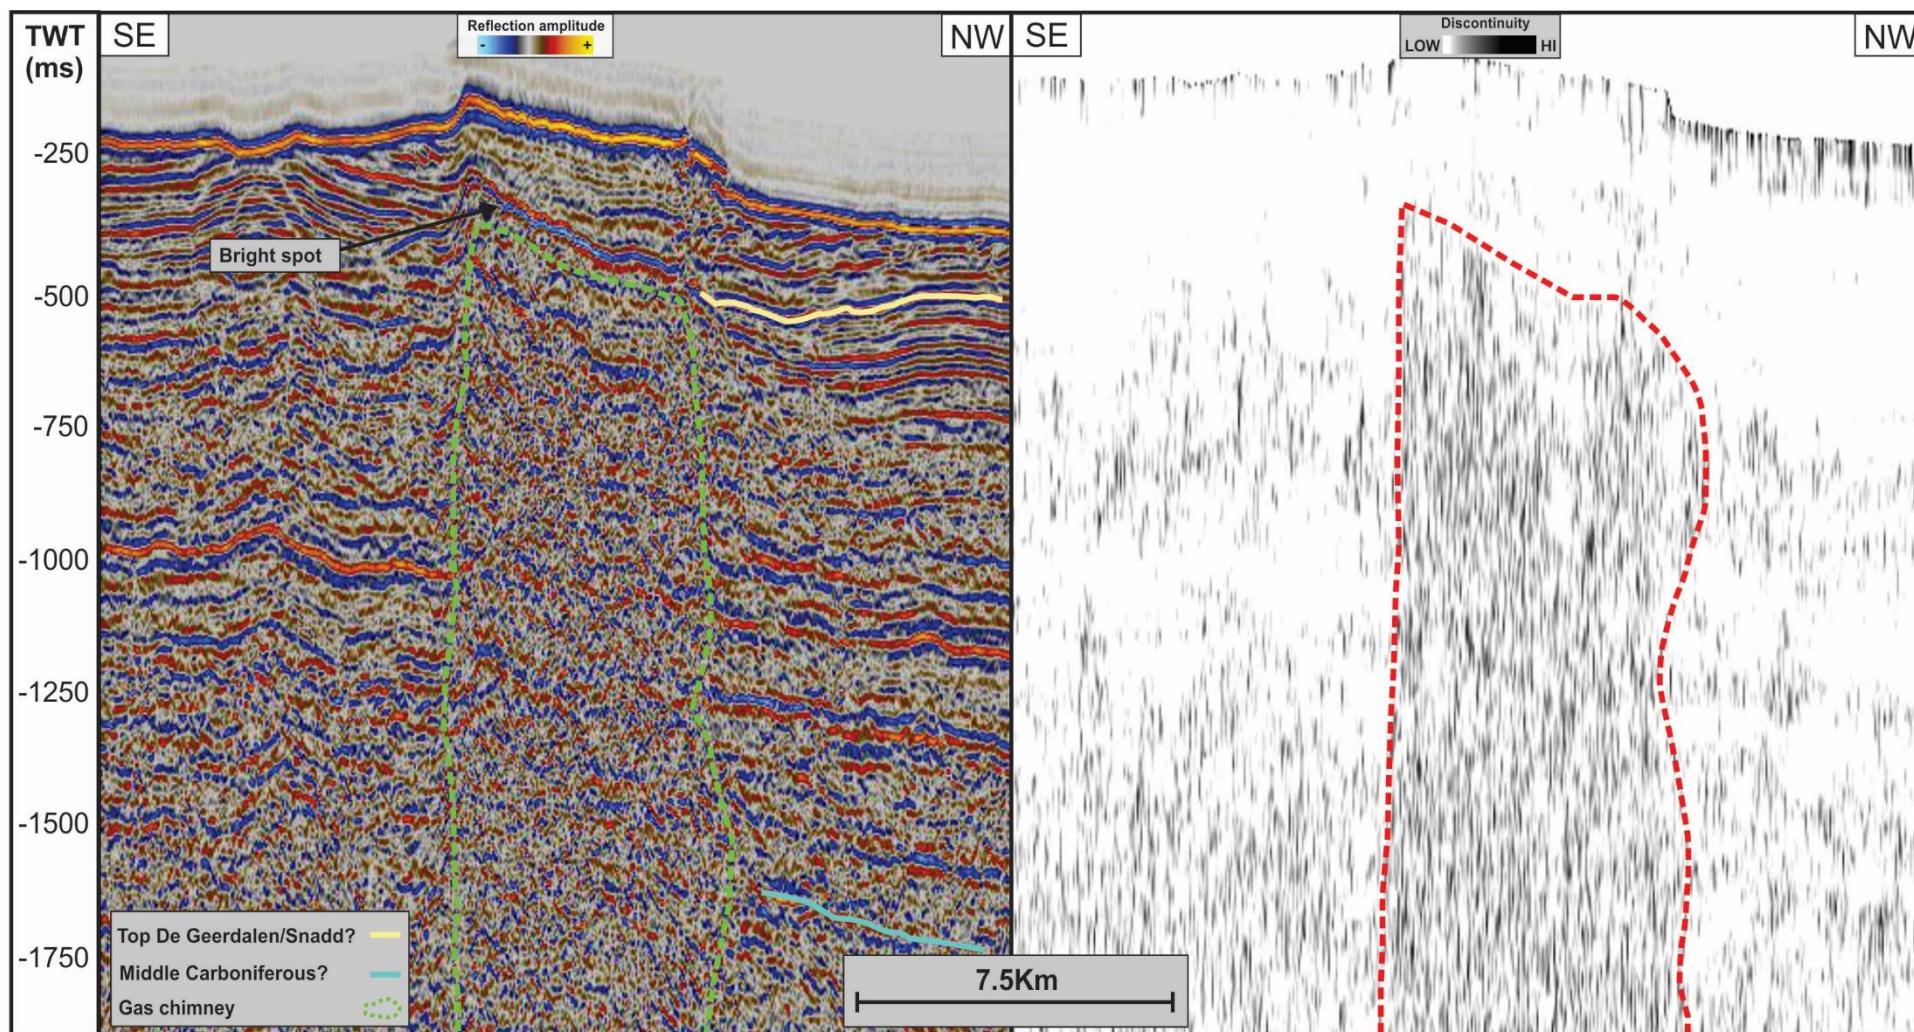 TWT
(ms)
SE
Reflection amplitude
- +
NW
SE
Discontinuity
LOW HI
NW
-250
-500
-750
-1000
-1250
-1500
-1750
Bright spot
Top De Geerdalen/Snadd?
Middle Carboniferous?
Gas chimney
7.5Km